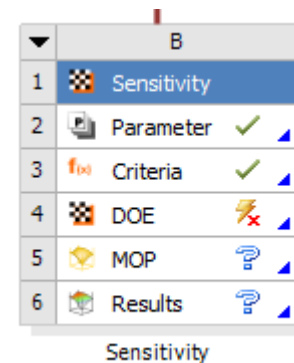 B
1 Sensitivity
2 Parameter
3 f(x) Criteria
4 DOE
5 MOP ?
6 Results ?
Sensitivity